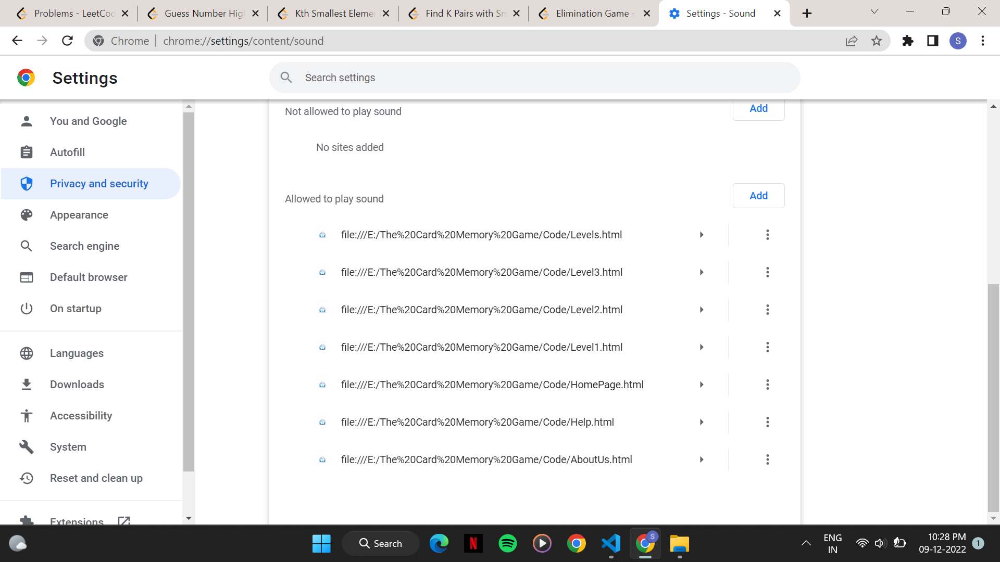 Problems - LeetCod
Guess Number High
Kth Smallest Elemen
Find K Pairs with Sm
Elimination Game -
Settings - Sound
Chrome
chrome://settings/content/sound
S
Settings
Search settings
You and Google
Autofill
Privacy and security
Appearance
Search engine
Default browser
On startup
Languages
Downloads
Accessibility
System
Reset and clean up
Extensions
Not allowed to play sound
Add
No sites added
Allowed to play sound
Add
file:///E:/The%20Card%20Memory%20Game/Code/Levels.html
file:///E:/The%20Card%20Memory%20Game/Code/Level3.html
file:///E:/The%20Card%20Memory%20Game/Code/Level2.html
file:///E:/The%20Card%20Memory%20Game/Code/Level1.html
file:///E:/The%20Card%20Memory%20Game/Code/HomePage.html
file:///E:/The%20Card%20Memory%20Game/Code/Help.html
file:///E:/The%20Card%20Memory%20Game/Code/AboutUs.html
Search
N
S
ENG
IN
10:28 PM
09-12-2022
1